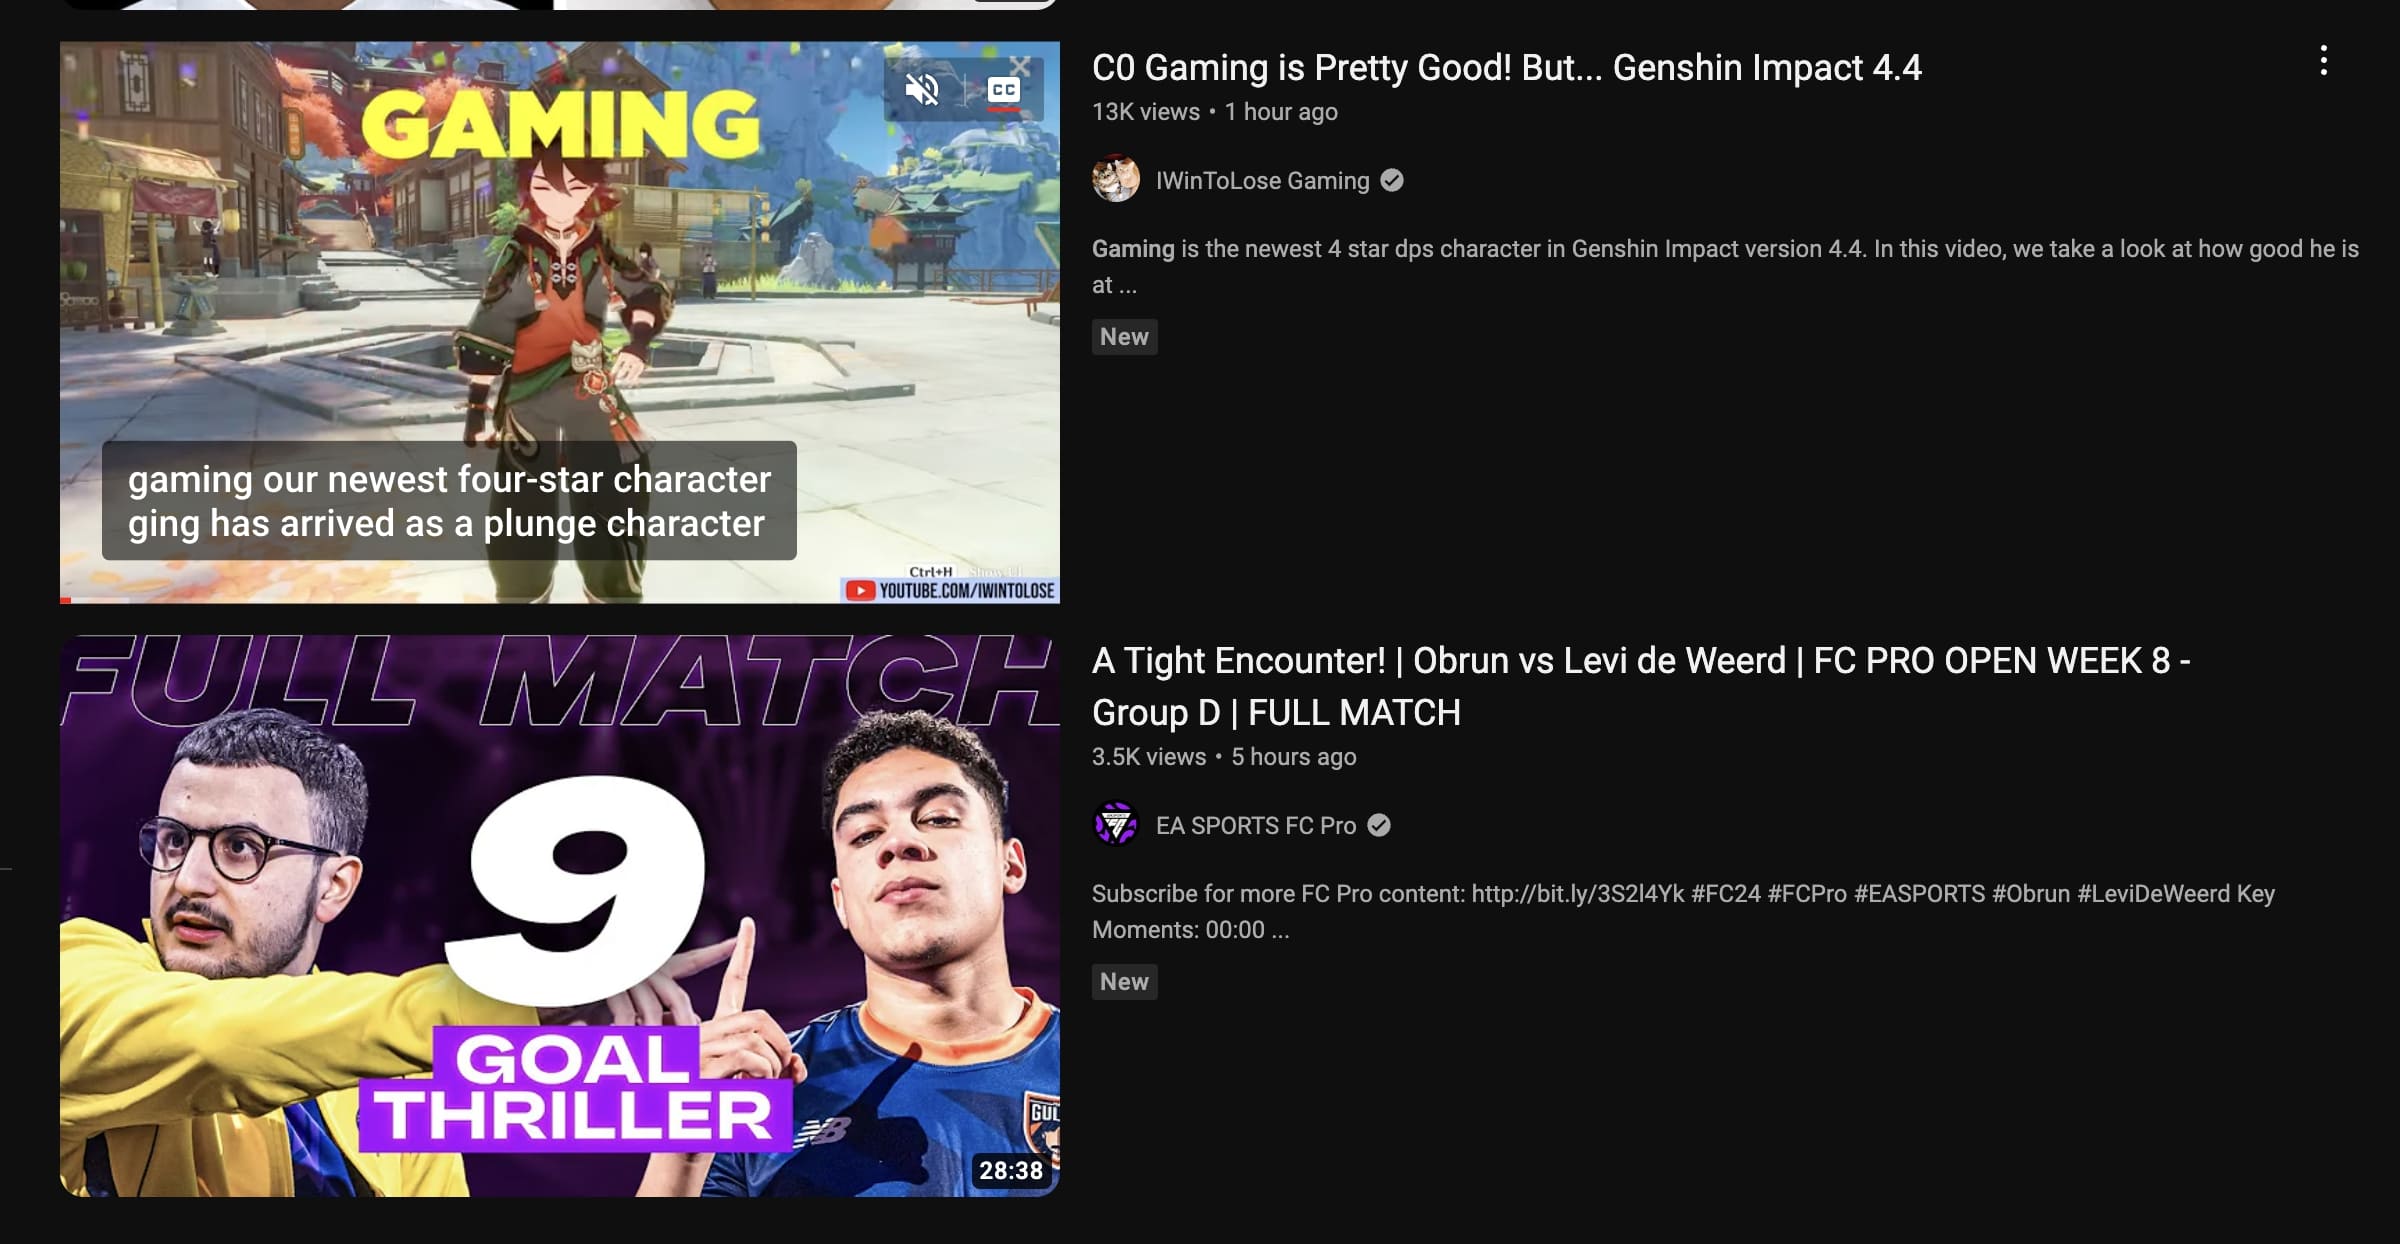 GAMING
CC
gaming our newest four-star character
ging has arrived as a plunge character
Ctrl+H Show UI
YOUTUBE.COM/IWINTOLOSE
C0 Gaming is Pretty Good! But... Genshin Impact 4.4
13K views • 1 hour ago
IWinToLose Gaming
Gaming is the newest 4 star dps character in Genshin Impact version 4.4. In this video, we take a look at how good he is
at ...
New
FULL MATCH
9
GOAL
THRILLER
NB
GUL
28:38
A Tight Encounter! | Obrun vs Levi de Weerd | FC PRO OPEN WEEK 8 -
Group D | FULL MATCH
3.5K views • 5 hours ago
EA SPORTS FC Pro
Subscribe for more FC Pro content: http://bit.ly/3S2l4Yk #FC24 #FCPro #EASPORTS #Obrun #LeviDeWeerd Key
Moments: 00:00 ...
New